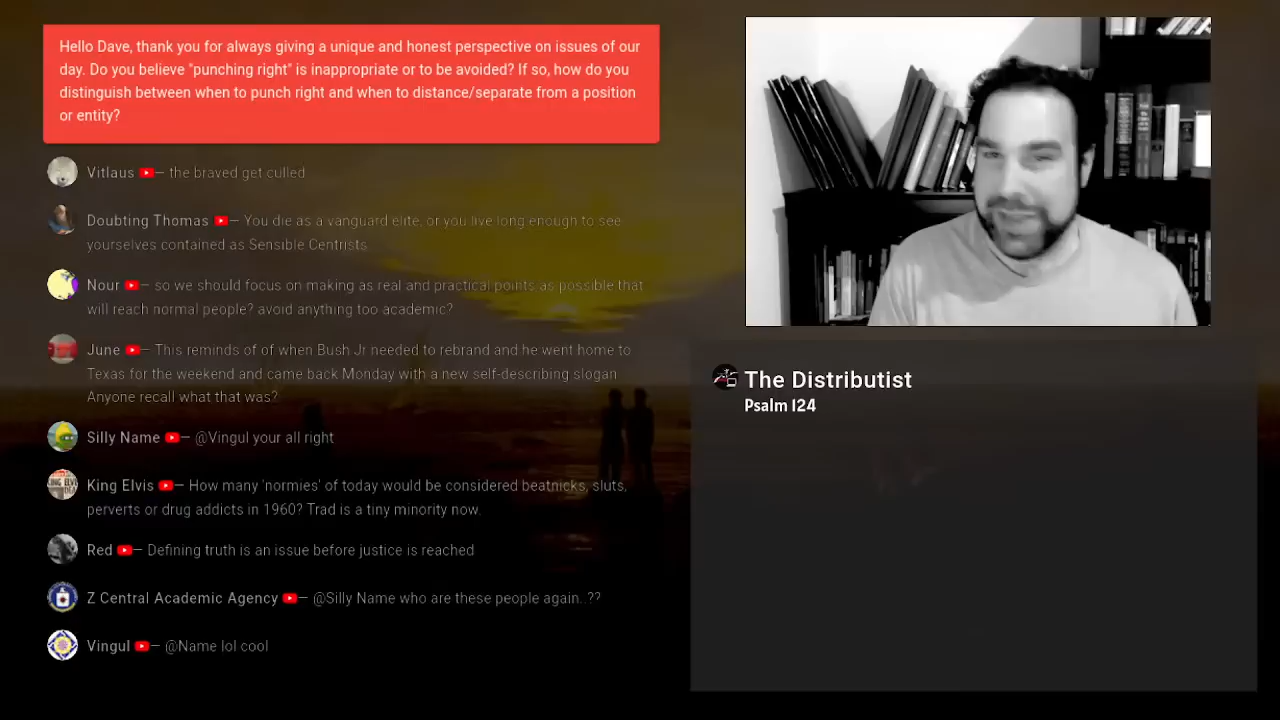 Hello Dave, thank you for always giving a unique and honest perspective on issues of our
day. Do you believe "punching right" is inappropriate or to be avoided? If so, how do you
distinguish between when to punch right and when to distance/separate from a position
or entity?
Vitlaus — the braved get culled
Doubting Thomas — You die as a vanguard elite, or you live long enough to see
yourselves contained as Sensible Centrists.
Nour — so we should focus on making as real and practical points as possible that
will reach normal people? avoid anything too academic?
June — This reminds of of when Bush Jr needed to rebrand and he went home to
Texas for the weekend and came back Monday with a new self-describing slogan.
Anyone recall what that was?
Silly Name — @Vingul your all right
King Elvis — How many 'normies' of today would be considered beatnicks, sluts,
perverts or drug addicts in 1960? Trad is a tiny minority now.
Red — Defining truth is an issue before justice is reached
Z Central Academic Agency — @Silly Name who are these people again..??
Vingul — @Name lol cool
The Distributist
Psalm 124